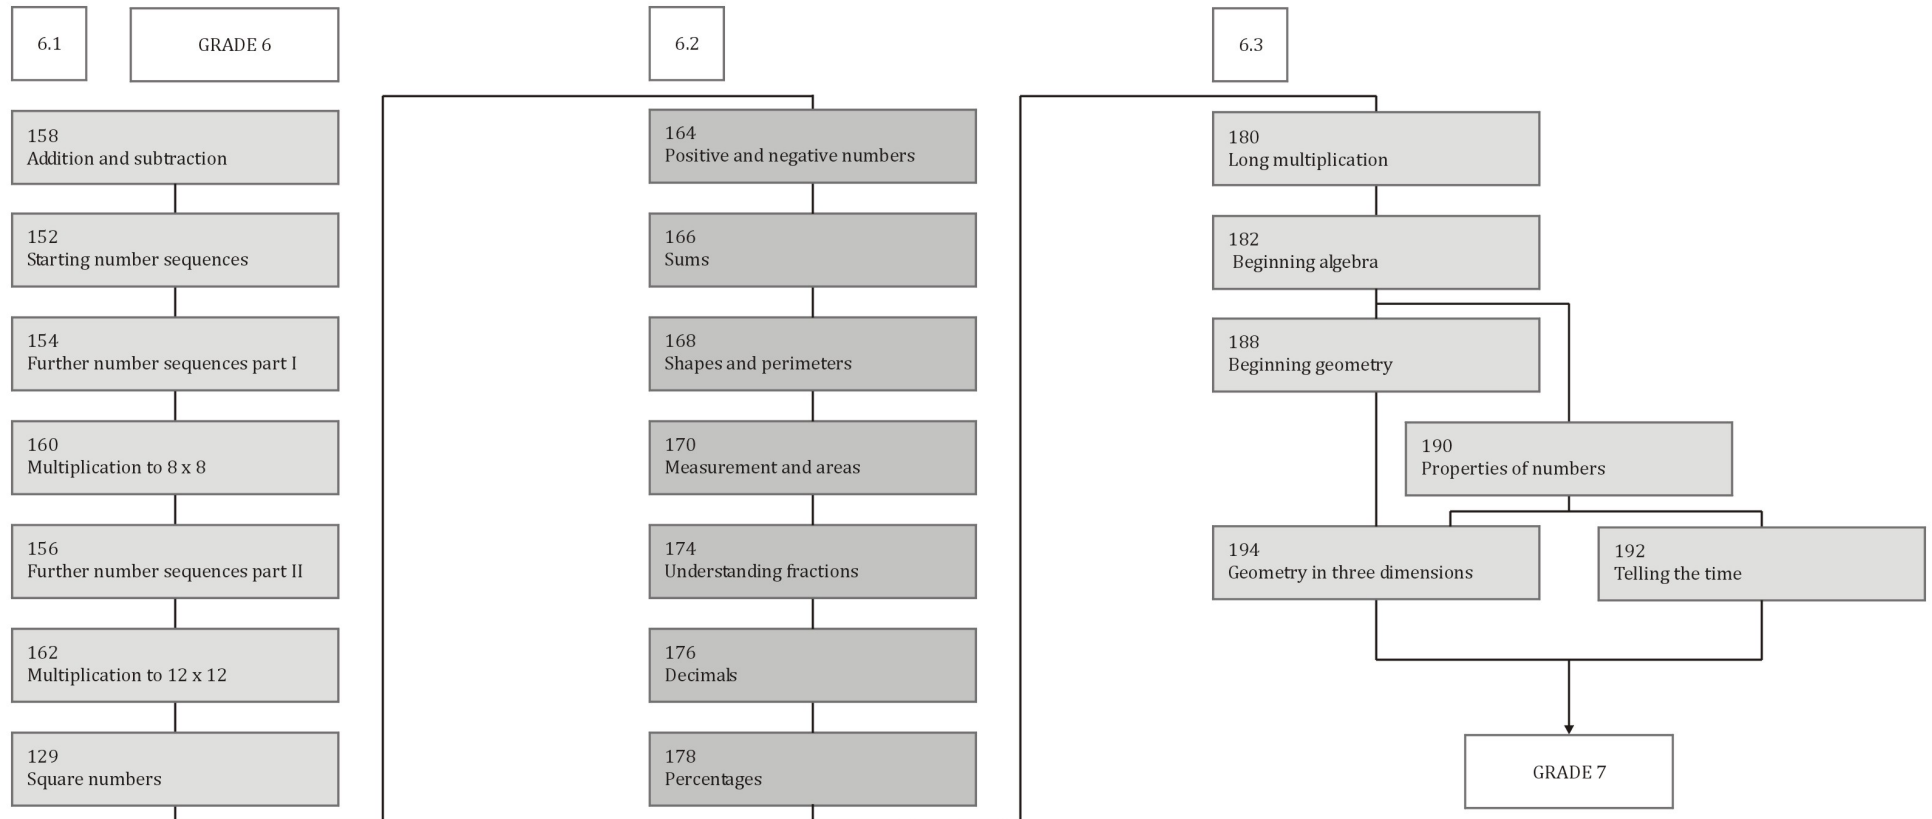 6.1
GRADE 6
158
Addition and subtraction
152
Starting number sequences
154
Further number sequences part I
160
Multiplication to 8 x 8
156
Further number sequences part II
162
Multiplication to 12 x 12
129
Square numbers
6.2
164
Positive and negative numbers
166
Sums
168
Shapes and perimeters
170
Measurement and areas
174
Understanding fractions
176
Decimals
178
Percentages
6.3
180
Long multiplication
182
Beginning algebra
188
Beginning geometry
190
Properties of numbers
194
Geometry in three dimensions
192
Telling the time
GRADE 7